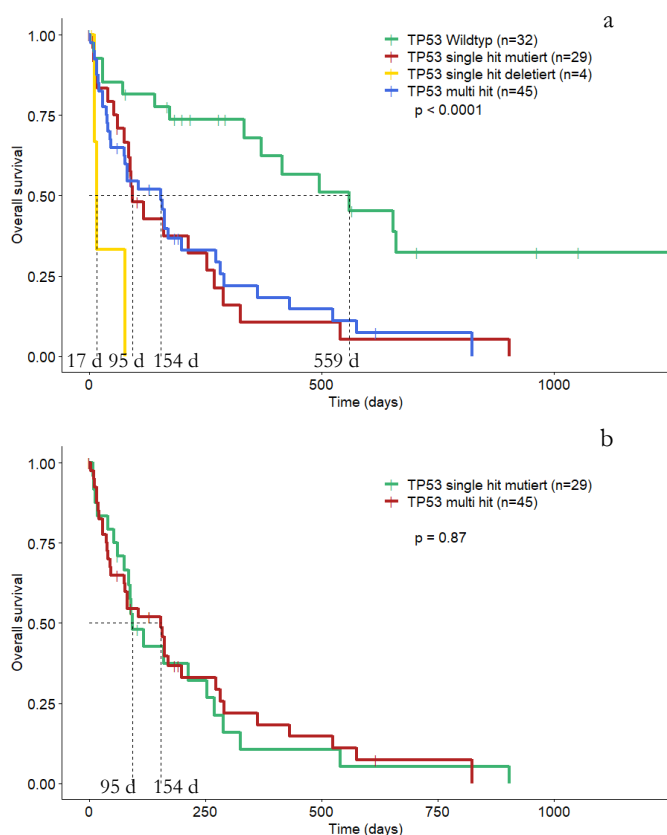 a
1.00
0.75
0.50
0.25
0.00
Overall survival
TP53 Wildtyp (n=32)
TP53 single hit mutiert (n=29)
TP53 single hit deletiert (n=4)
TP53 multi hit (n=45)
p < 0.0001
17 d 95 d 154 d 559 d
0 500 1000
Time (days)
b
1.00
0.75
0.50
0.25
0.00
Overall survival
TP53 single hit mutiert (n=29)
TP53 multi hit (n=45)
p = 0.87
95 d 154 d
0 250 500 750 1000
Time (days)